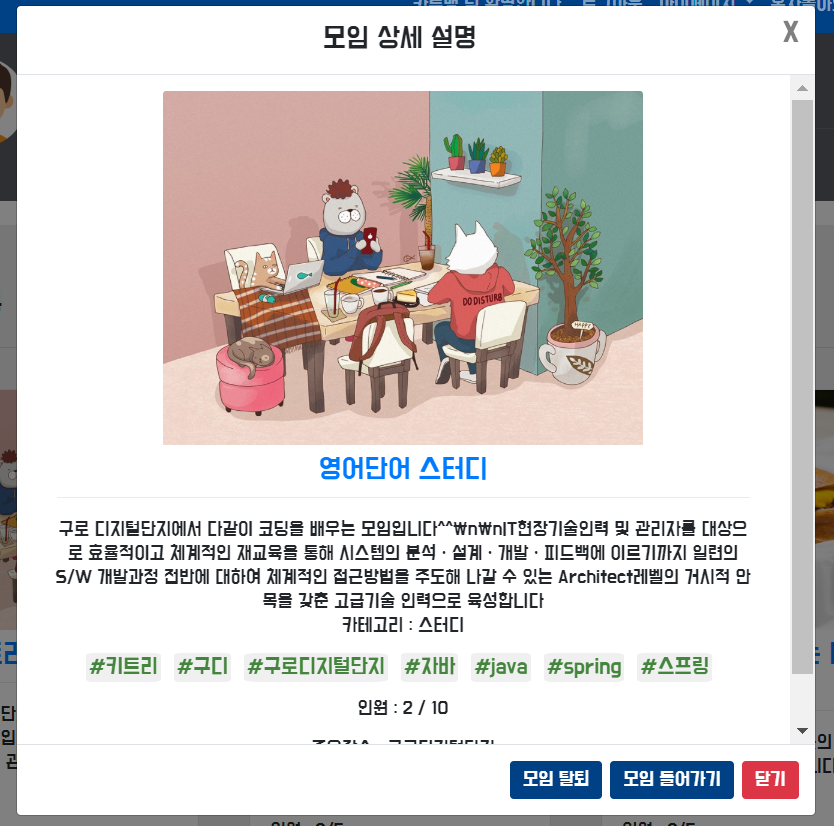 모임 상세 설명
X
DO DISTURB
HAPPY
영어단어 스터디
구로 디지털단지에서 다같이 코딩을 배우는 모임입니다^^₩n₩nIT현장기술인력 및 관리자를 대상으
로 효율적이고 체계적인 재교육을 통해 시스템의 분석ㆍ설계ㆍ개발ㆍ피드백에 이르기까지 일련의
S/W 개발과정 전반에 대하여 체계적인 접근방법을 주도해 나갈 수 있는 Architect레벨의 거시적 안
목을 갖춘 고급기술 인력으로 육성합니다
카테고리 : 스터디
#키트리 #구디 #구로디지털단지 #자바 #java #spring #스프링
인원 : 2 / 10
모임 탈퇴 모임 들어가기 닫기